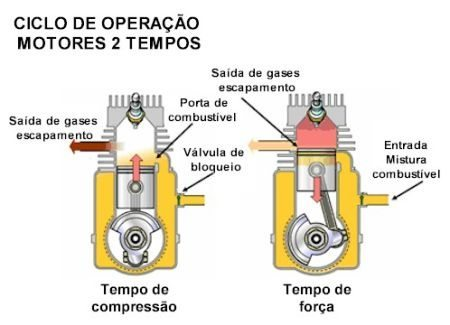 CICLO DE OPERAÇÃO
MOTORES 2 TEMPOS
Saída de gases
escapamento
Porta de
combustível
Saída de gases
escapamento
Válvula de
bloqueio
Entrada
Mistura
combustível
Tempo de
compressão
Tempo de
força